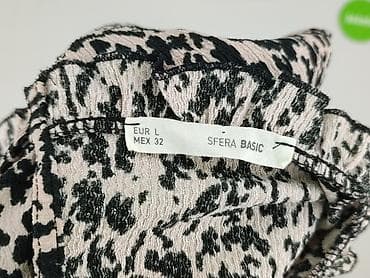 EUR L
MEX 32
SFERA BASIC